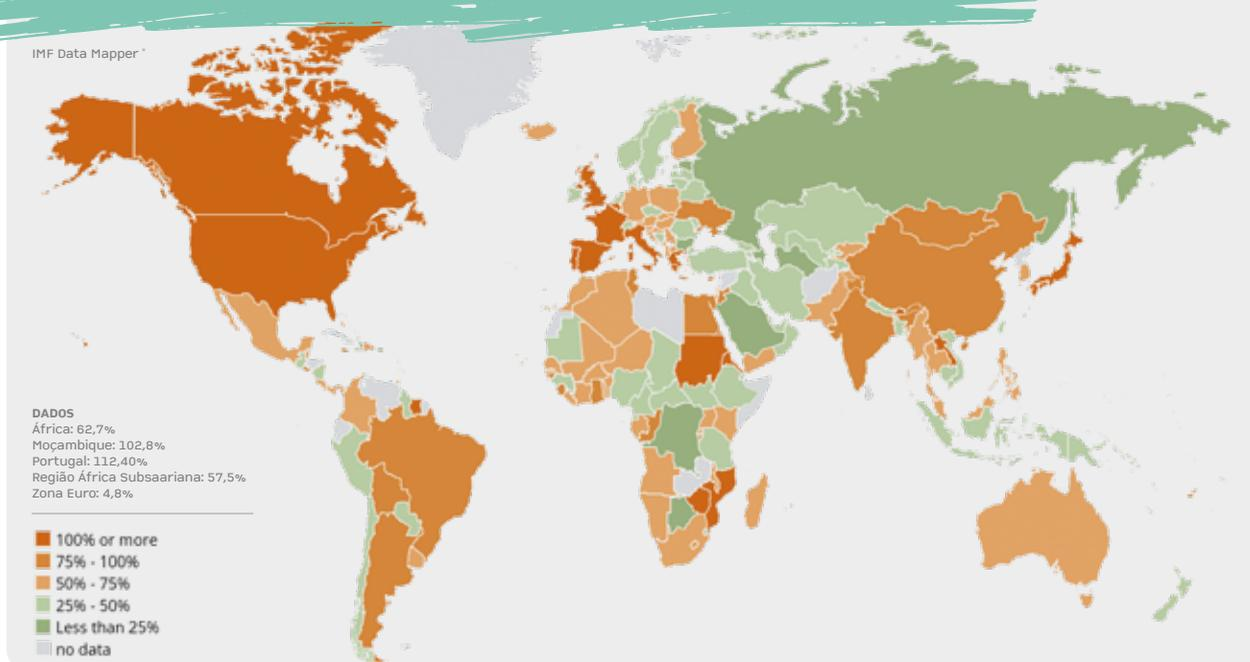 IMF Data Mapper
DADOS
África: 62,7%
Moçambique: 102,8%
Portugal: 112,40%
Região África Subsaariana: 57,5%
Zona Euro: 4,8%
100% or more
75% - 100%
50% - 75%
25% - 50%
Less than 25%
no data